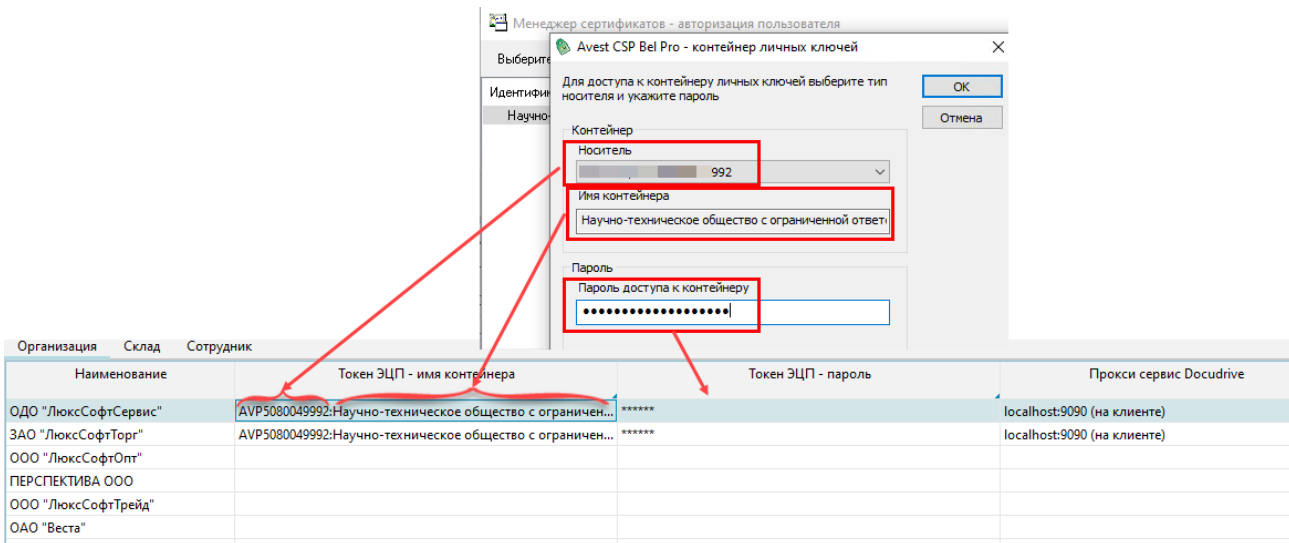 Менеджер сертификатов - авторизация пользователя
Выберите
Avest CSP Bel Pro - контейнер личных ключей
Идентифик
Научно-
Для доступа к контейнеру личных ключей выберите тип
носителя и укажите пароль
OK
Отмена
Контейнер
Носитель
992
Имя контейнера
Научно-техническое общество с ограниченной ответ
Пароль
Пароль доступа к контейнеру
•••••••••••••••••••
Организация Склад Сотрудник
Наименование Токен ЭЦП - имя контейнера Токен ЭЦП - пароль Прокси сервис Docudrive
ОДО "ЛюксСофтСервис" AVP5080049992:Научно-техническое общество с ограничен... ****** localhost:9090 (на клиенте)
ЗАО "ЛюксСофтТорг" AVP5080049992:Научно-техническое общество с ограничен... ****** localhost:9090 (на клиенте)
ООО "ЛюксСофтОпт"
ПЕРСПЕКТИВА ООО
ООО "ЛюксСофтТрейд"
ОАО "Веста"